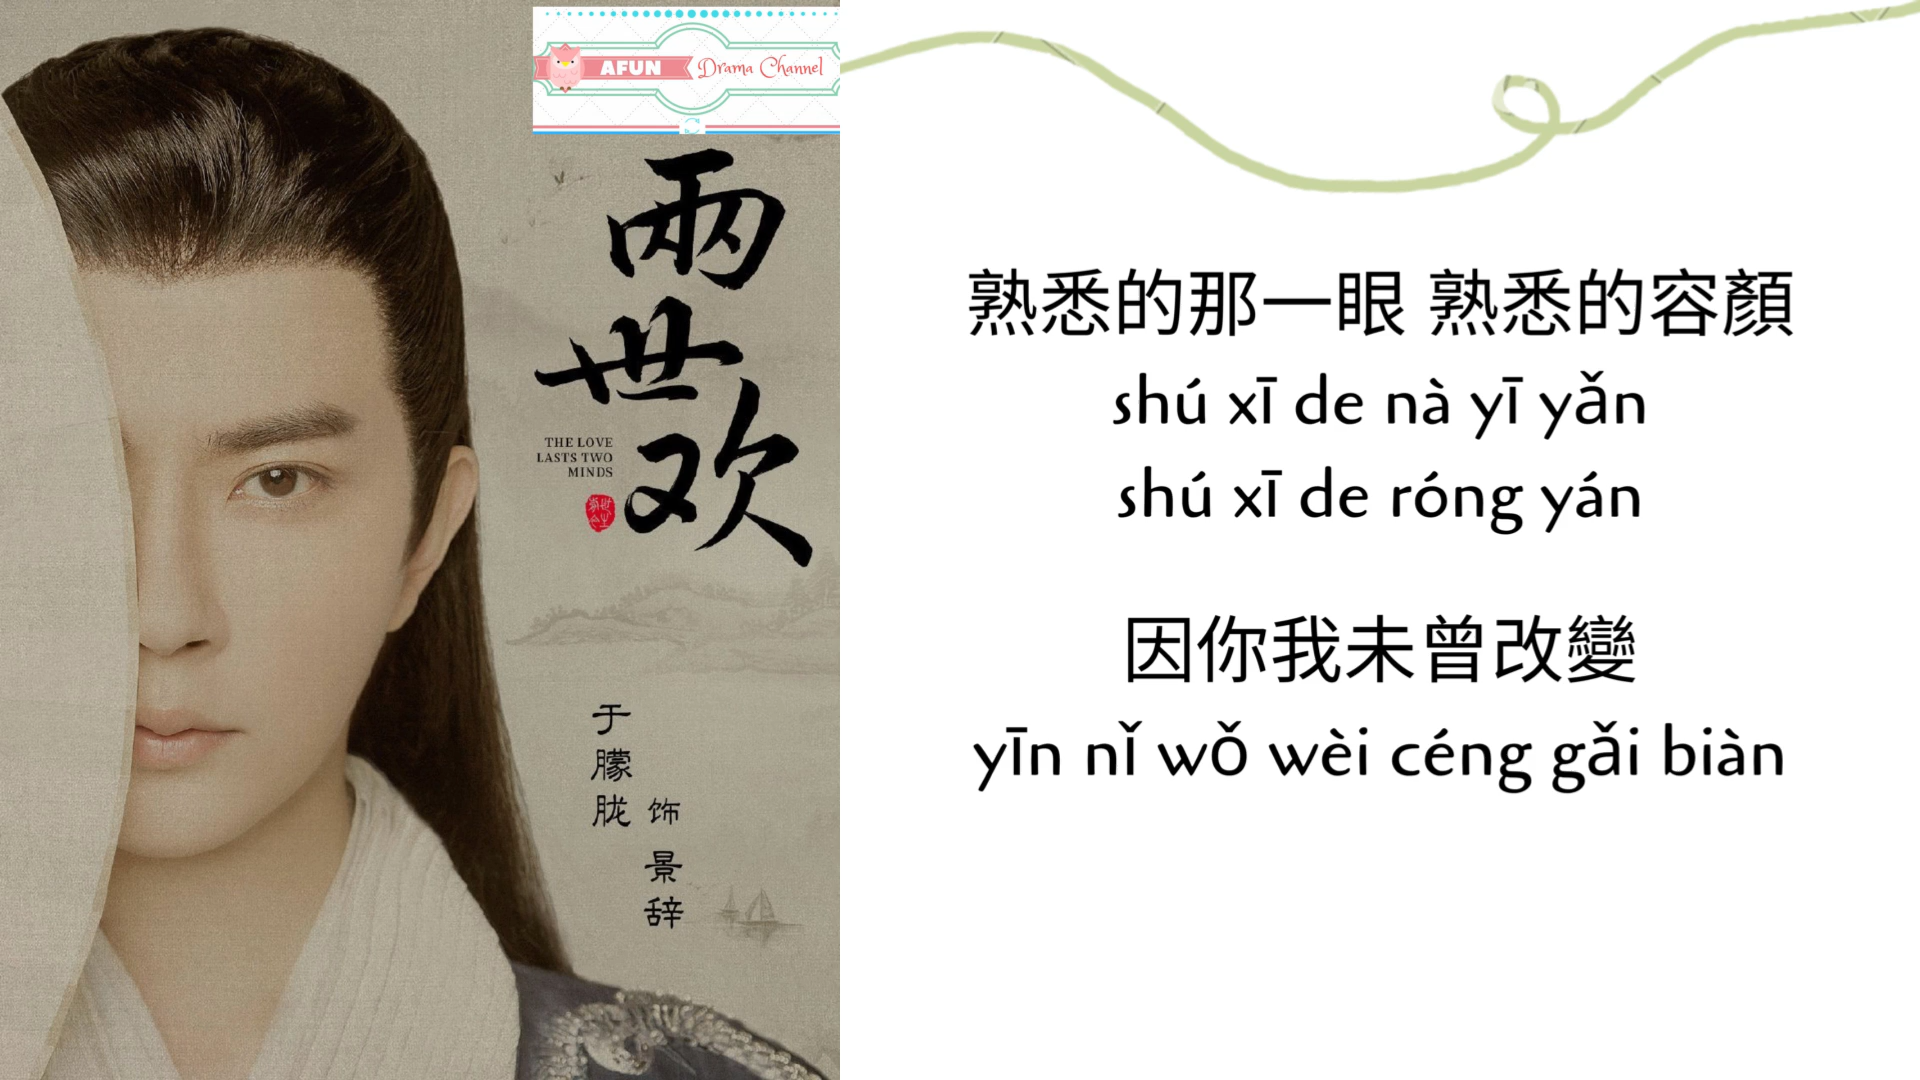 AFUN Drama Channel
兩世欢
THE LOVE
LASTS TWO
MINDS
于朦胧
饰
景辞
熟悉的那一眼 熟悉的容顏
shú xī de nà yī yǎn
shú xī de róng yán
因你我未曾改變
yīn nǐ wǒ wèi céng gǎi biàn